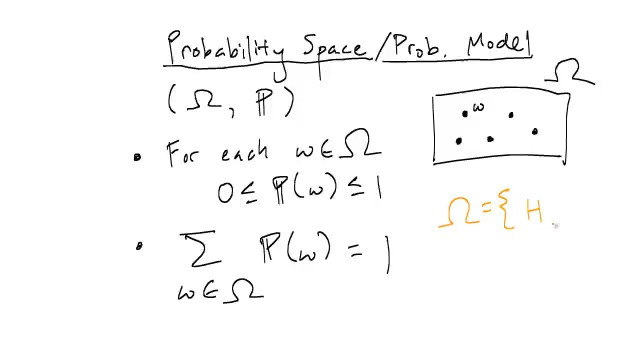 Probability Space/Prob. Model
(Ω, ℙ)
Ω
ω
• For each ω∈Ω
0 ≤ ℙ(ω) ≤ 1
Ω={ H
• ∑ ℙ(ω) = 1
ω∈Ω